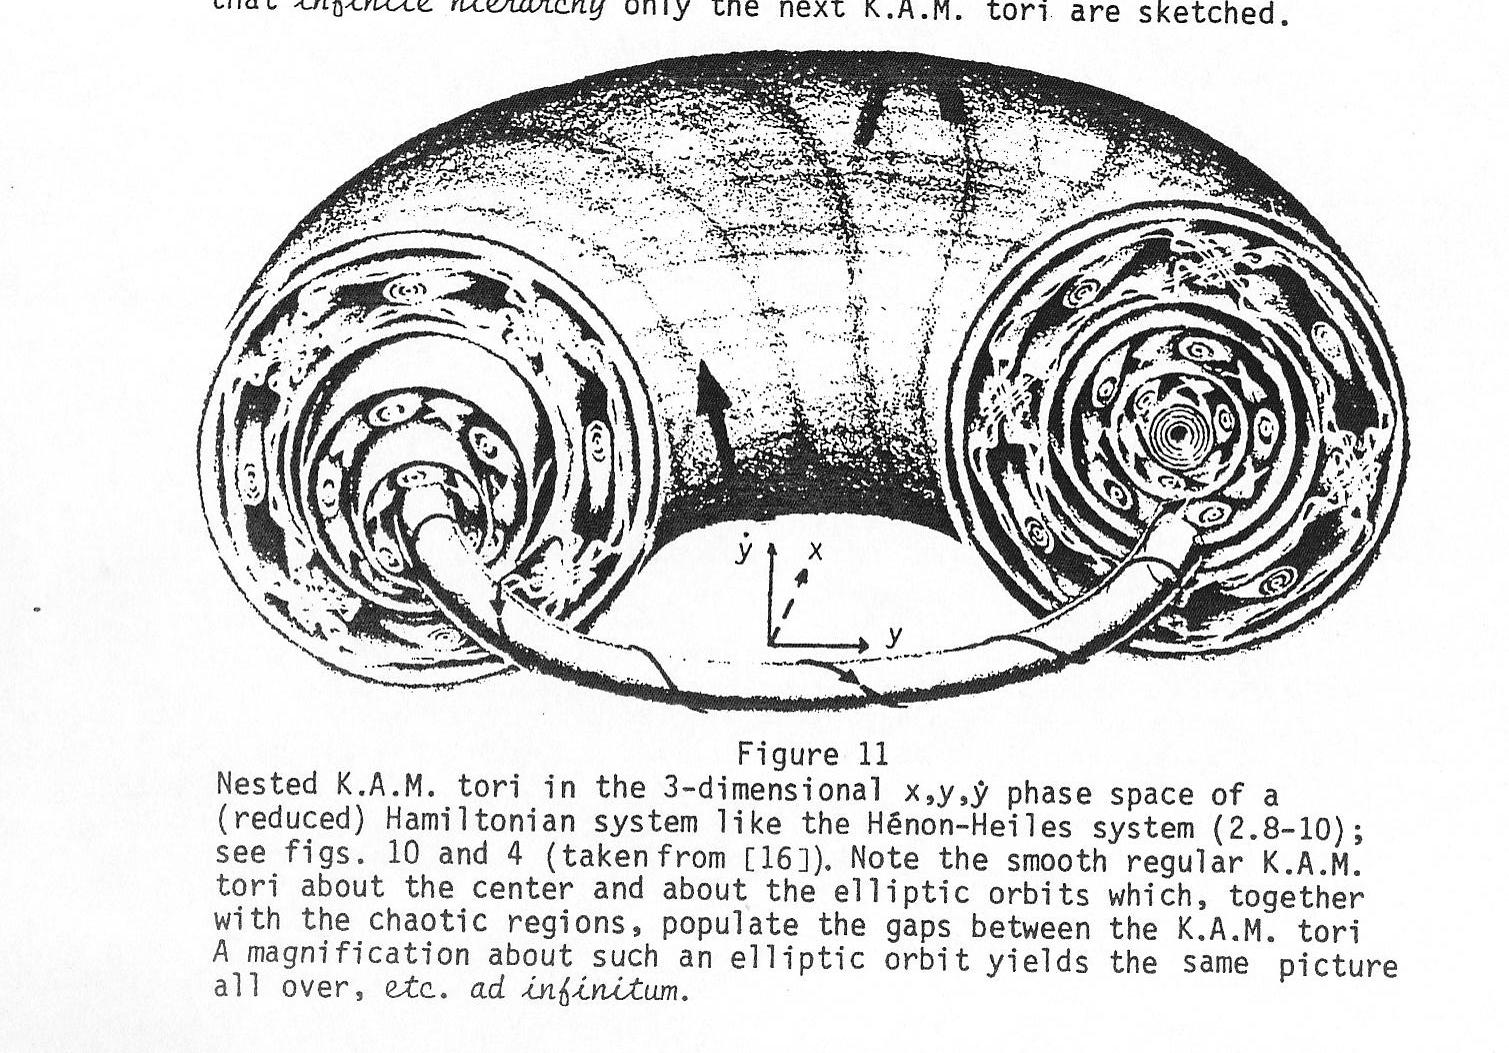 that infinite hierarchy only the next K.A.M. tori are sketched.
ẏ x
y
Figure 11
Nested K.A.M. tori in the 3-dimensional x,y,ẏ phase space of a
(reduced) Hamiltonian system like the Hénon-Heiles system (2.8-10);
see figs. 10 and 4 (taken from [16]). Note the smooth regular K.A.M.
tori about the center and about the elliptic orbits which, together
with the chaotic regions, populate the gaps between the K.A.M. tori
A magnification about such an elliptic orbit yields the same picture
all over, etc. ad infinitum.